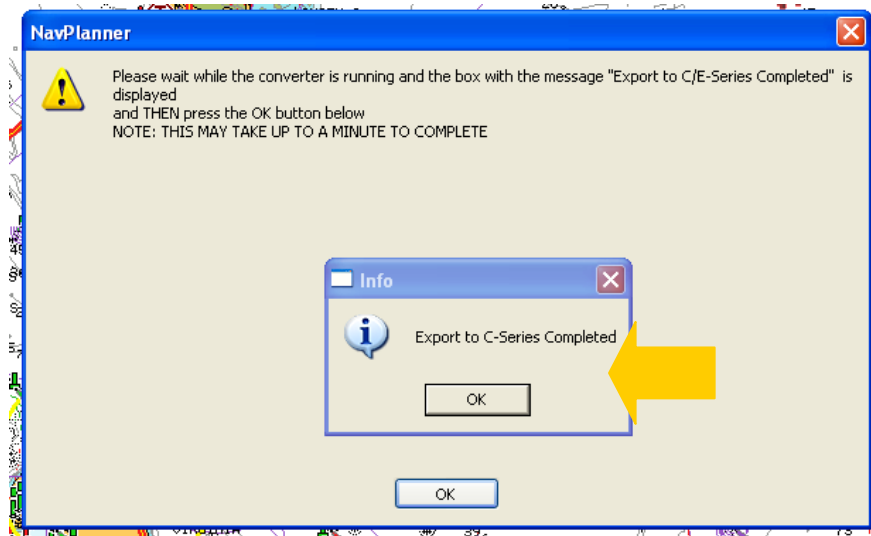 NavPlanner
Please wait while the converter is running and the box with the message "Export to C/E-Series Completed" is
displayed
and THEN press the OK button below
NOTE: THIS MAY TAKE UP TO A MINUTE TO COMPLETE
Info
Export to C-Series Completed
OK
OK